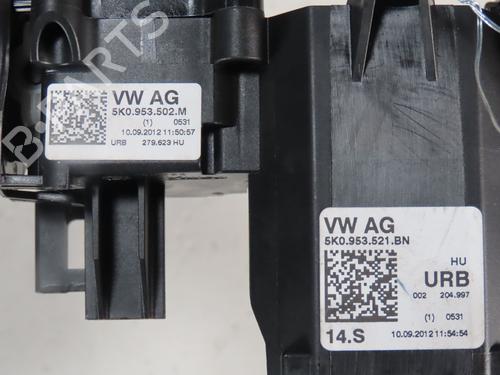 B-PARTS
VW AG
5K0.953.502.M
(1) 0531
10.09.2012 11:50:57
URB 279.623 HU
VW AG
5K0.953.521.BN
HU
URB
002 204.997
(1) 0531
14.S 10.09.2012 11:54:54